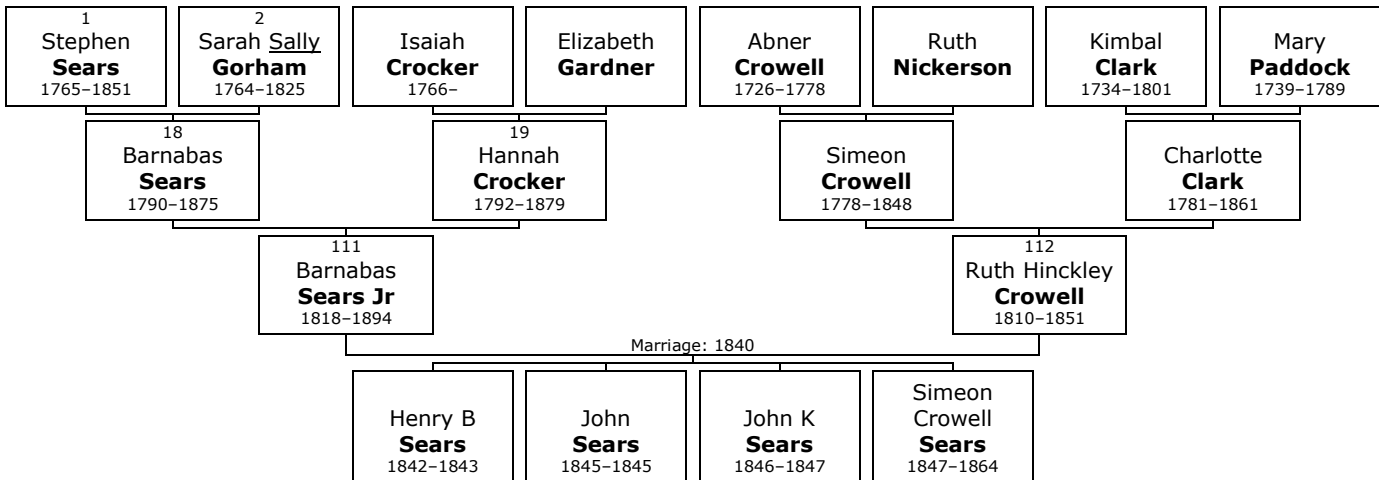 1
Stephen
Sears
1765–1851
2
Sarah Sally
Gorham
1764–1825
Isaiah
Crocker
1766–
Elizabeth
Gardner
Abner
Crowell
1726–1778
Ruth
Nickerson
Kimbal
Clark
1734–1801
Mary
Paddock
1739–1789
18
Barnabas
Sears
1790–1875
19
Hannah
Crocker
1792–1879
Simeon
Crowell
1778–1848
Charlotte
Clark
1781–1861
111
Barnabas
Sears Jr
1818–1894
112
Ruth Hinckley
Crowell
1810–1851
Marriage: 1840
Henry B
Sears
1842–1843
John
Sears
1845–1845
John K
Sears
1846–1847
Simeon
Crowell
Sears
1847–1864